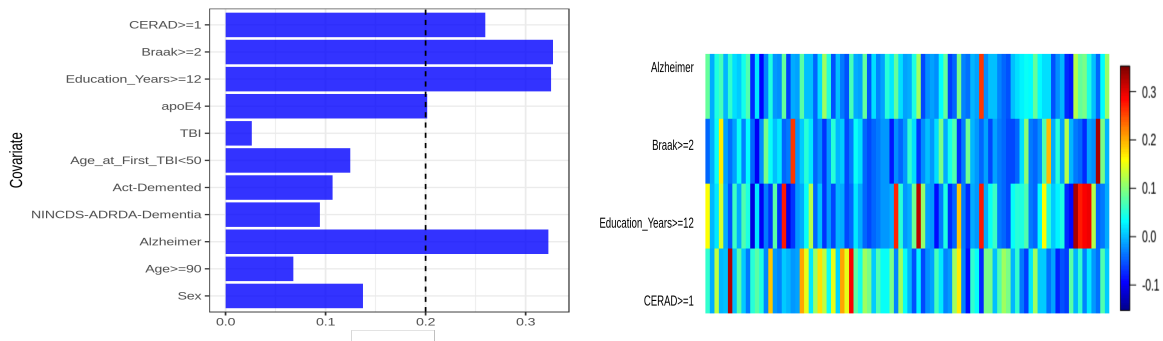 Covariate
CERAD>=1
Braak>=2
Education_Years>=12
apoE4
TBI
Age_at_First_TBI<50
Act-Demented
NINCDS-ADRDA-Dementia
Alzheimer
Age>=90
Sex
0.0 0.1 0.2 0.3
Alzheimer
Braak>=2
Education_Years>=12
CERAD>=1
0.3
0.2
0.1
0.0
-0.1